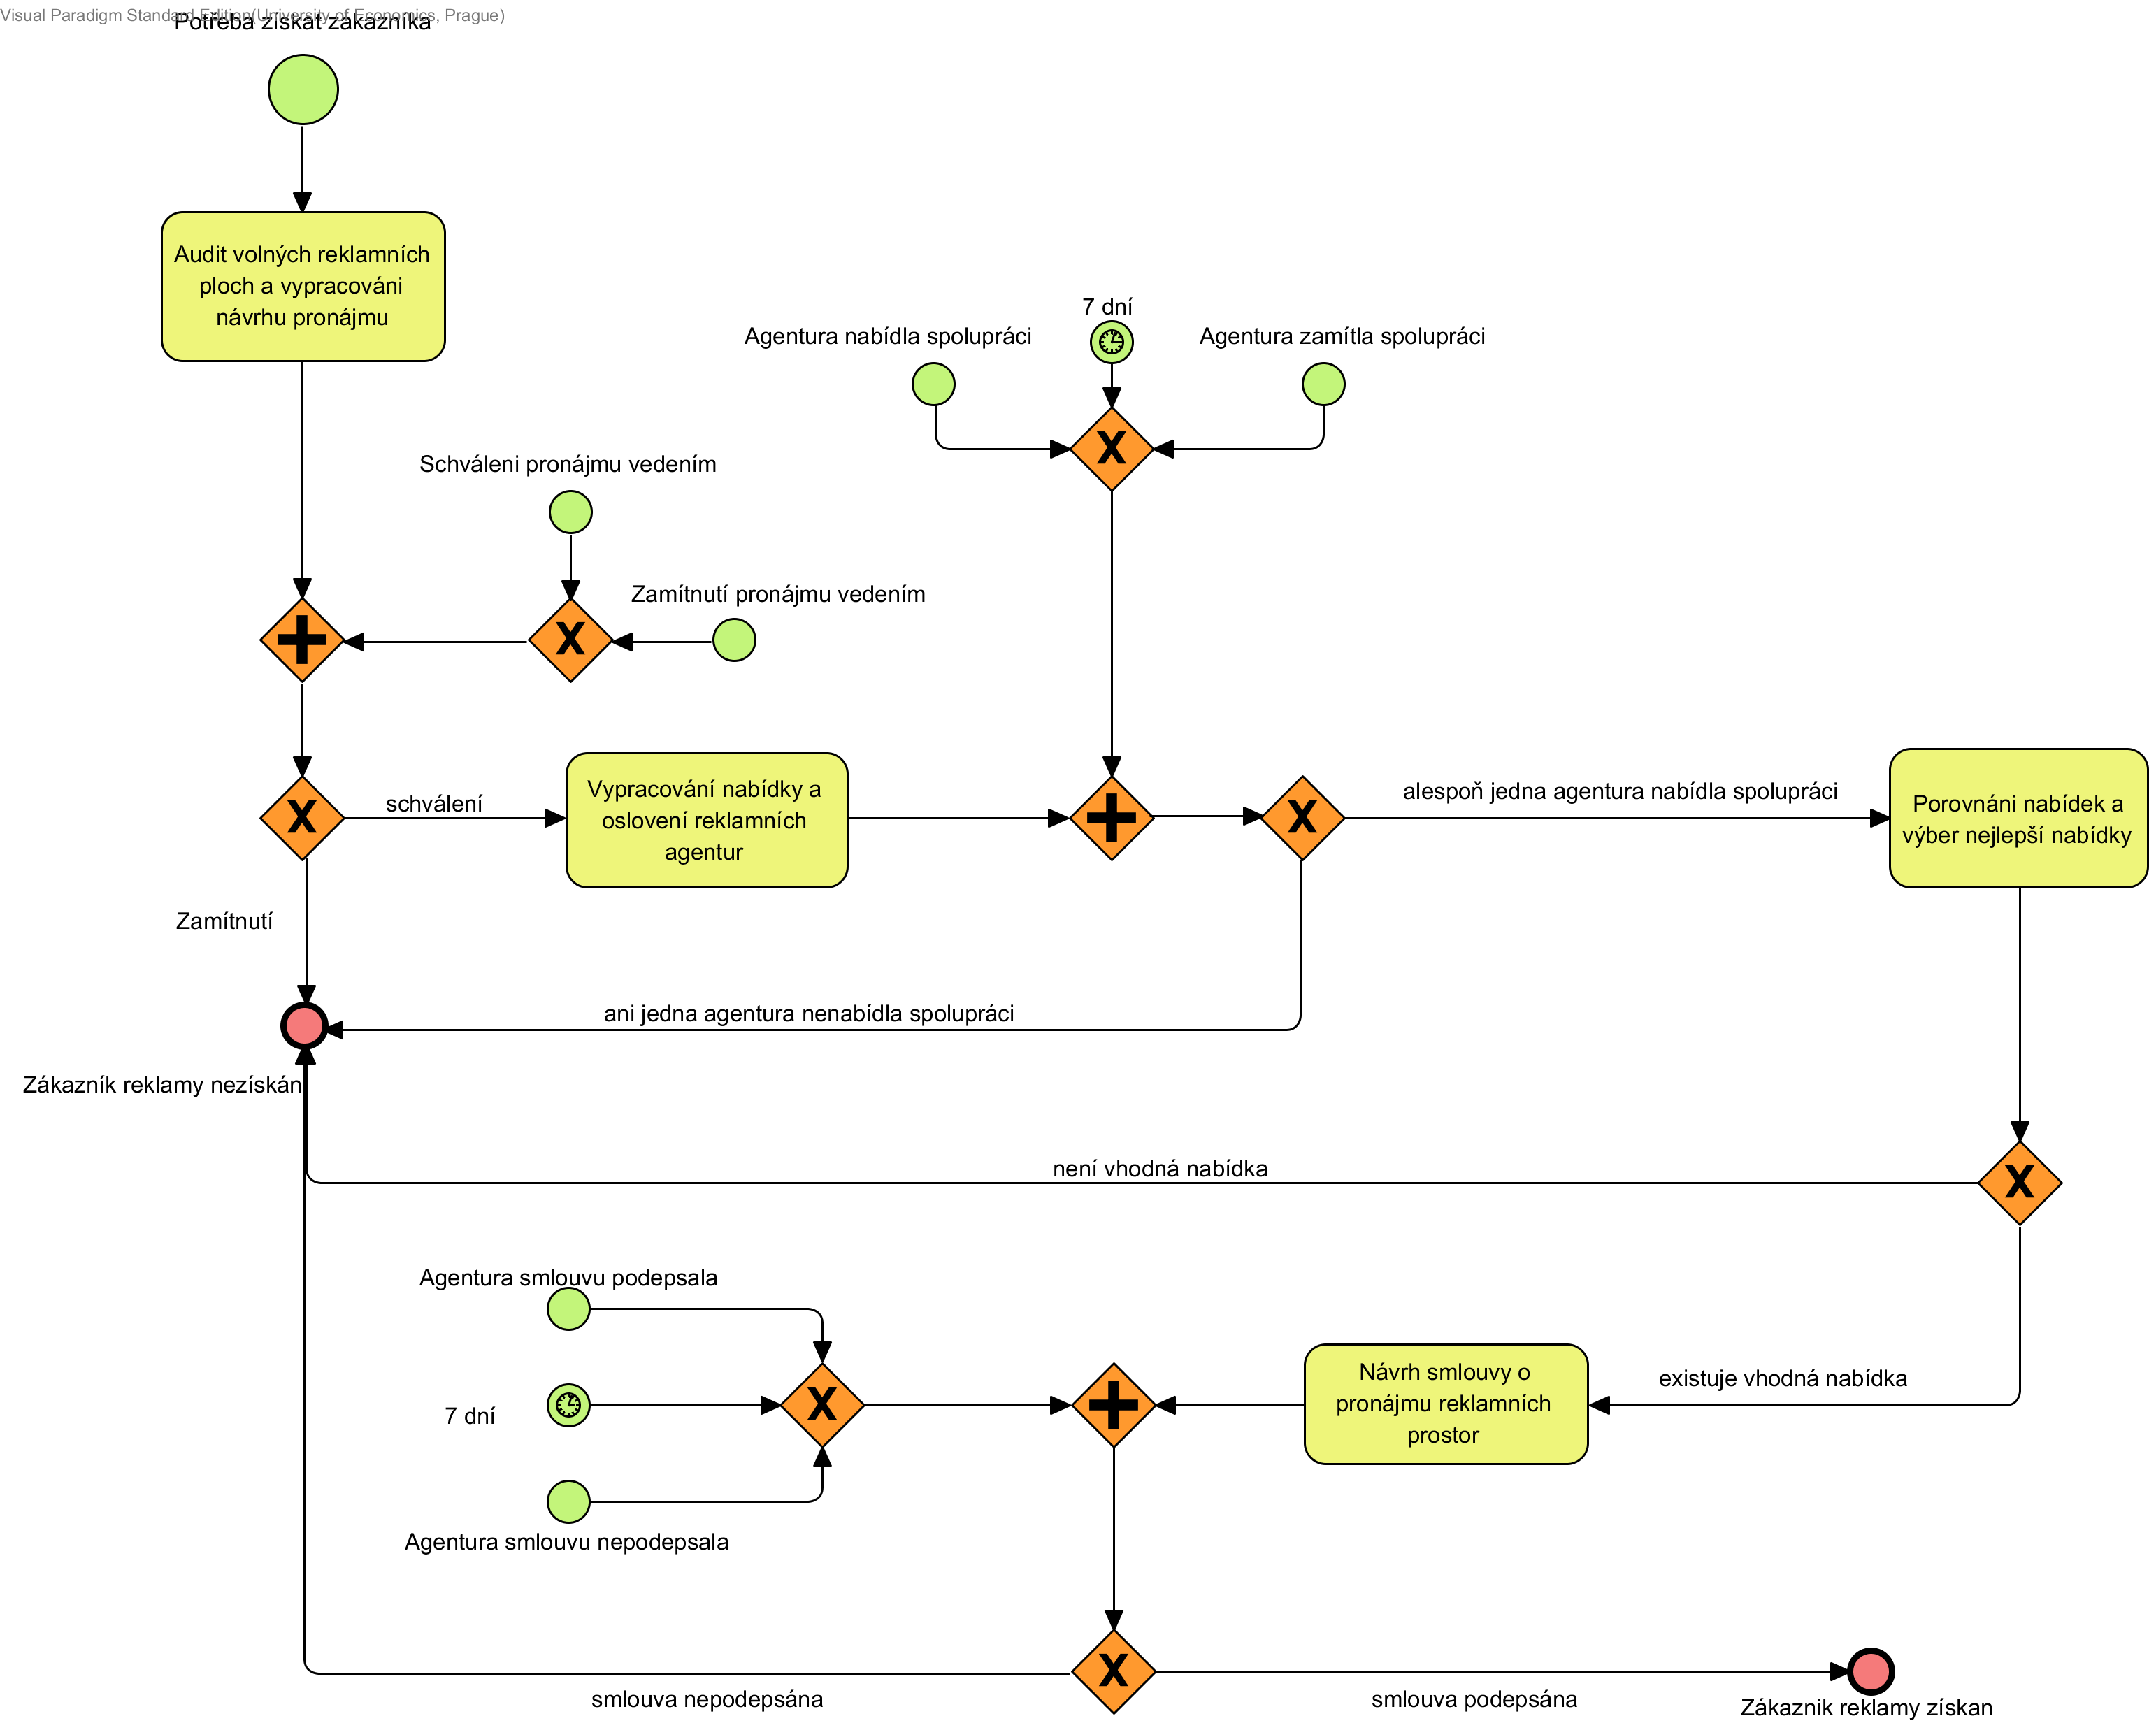 Visual Paradigm Standard Edition(University of Economics, Prague)
Potřeba získat zákazníka
Audit volných reklamních
ploch a vypracováni
návrhu pronájmu
7 dní
Agentura nabídla spolupráci
Agentura zamítla spolupráci
X
Schváleni pronájmu vedením
Zamítnutí pronájmu vedením
X
X
schválení
Vypracování nabídky a
oslovení reklamních
agentur
X
alespoň jedna agentura nabídla spolupráci
Porovnáni nabídek a
výber nejlepší nabídky
Zamítnutí
ani jedna agentura nenabídla spolupráci
Zákazník reklamy nezískán
není vhodná nabídka
X
Agentura smlouvu podepsala
7 dní
X
Návrh smlouvy o
pronájmu reklamních
prostor
existuje vhodná nabídka
Agentura smlouvu nepodepsala
X
smlouva nepodepsána
smlouva podepsána
Zákaznik reklamy získan